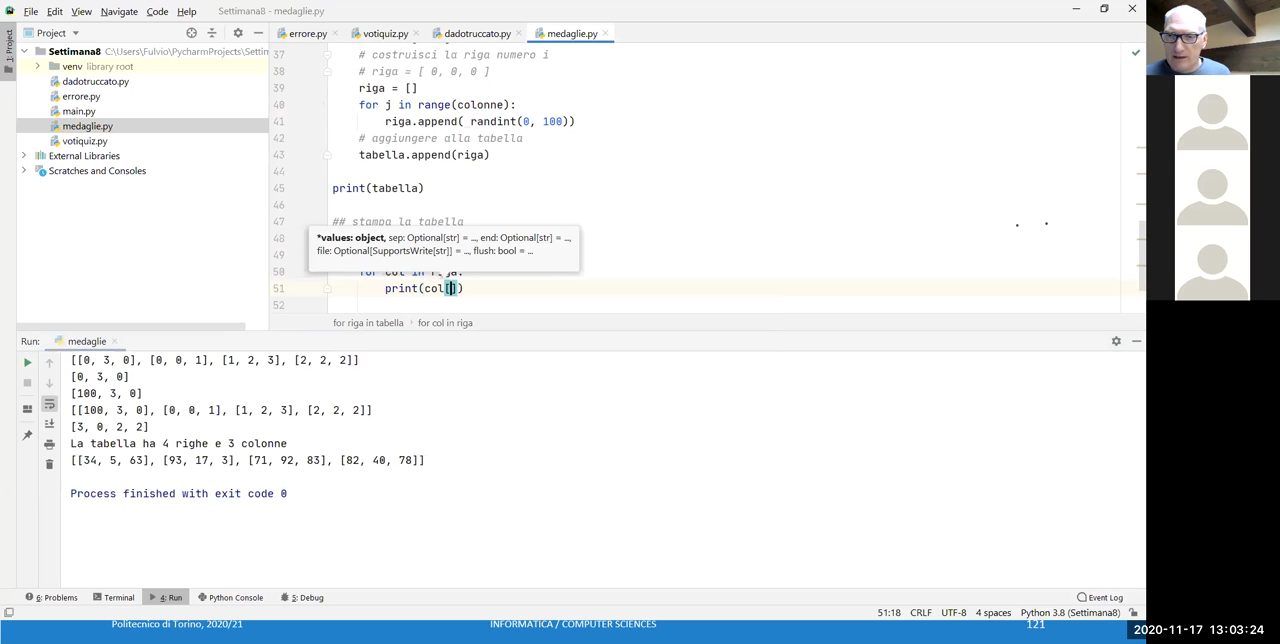 File Edit View Navigate Code Help Settimana8 - medaglie.py
1: Project
Project
errore.py votiquiz.py dadotruccato.py medaglie.py
Settimana8 C:\Users\Fulvio\PycharmProjects\Settin
venv library root
dadotruccato.py
errore.py
main.py
medaglie.py
votiquiz.py
External Libraries
Scratches and Consoles
37 # costruisci la riga numero i
38 # riga = [ 0, 0, 0 ]
39 riga = []
40 for j in range(colonne):
41 riga.append( randint(0, 100))
42 # aggiungere alla tabella
43 tabella.append(riga)
44
45 print(tabella)
46
47 ## stampa la tabella
48
*values: object, sep: Optional[str] = ..., end: Optional[str] = ...,
49
file: Optional[SupportsWrite[str]] = ..., flush: bool = ...
50 for col in riga:
51 print(col[])
52
for riga in tabella › for col in riga
Run: medaglie
[[0, 3, 0], [0, 0, 1], [1, 2, 3], [2, 2, 2]]
[0, 3, 0]
[100, 3, 0]
[[100, 3, 0], [0, 0, 1], [1, 2, 3], [2, 2, 2]]
[3, 0, 2, 2]
La tabella ha 4 righe e 3 colonne
[[34, 5, 63], [93, 17, 3], [71, 92, 83], [82, 40, 78]]
Process finished with exit code 0
6: Problems Terminal 4: Run Python Console 5: Debug Event Log
51:18 CRLF UTF-8 4 spaces Python 3.8 (Settimana8)
Politecnico di Torino, 2020/21 INFORMATICA / COMPUTER SCIENCES 121
2020-11-17 13:03:24